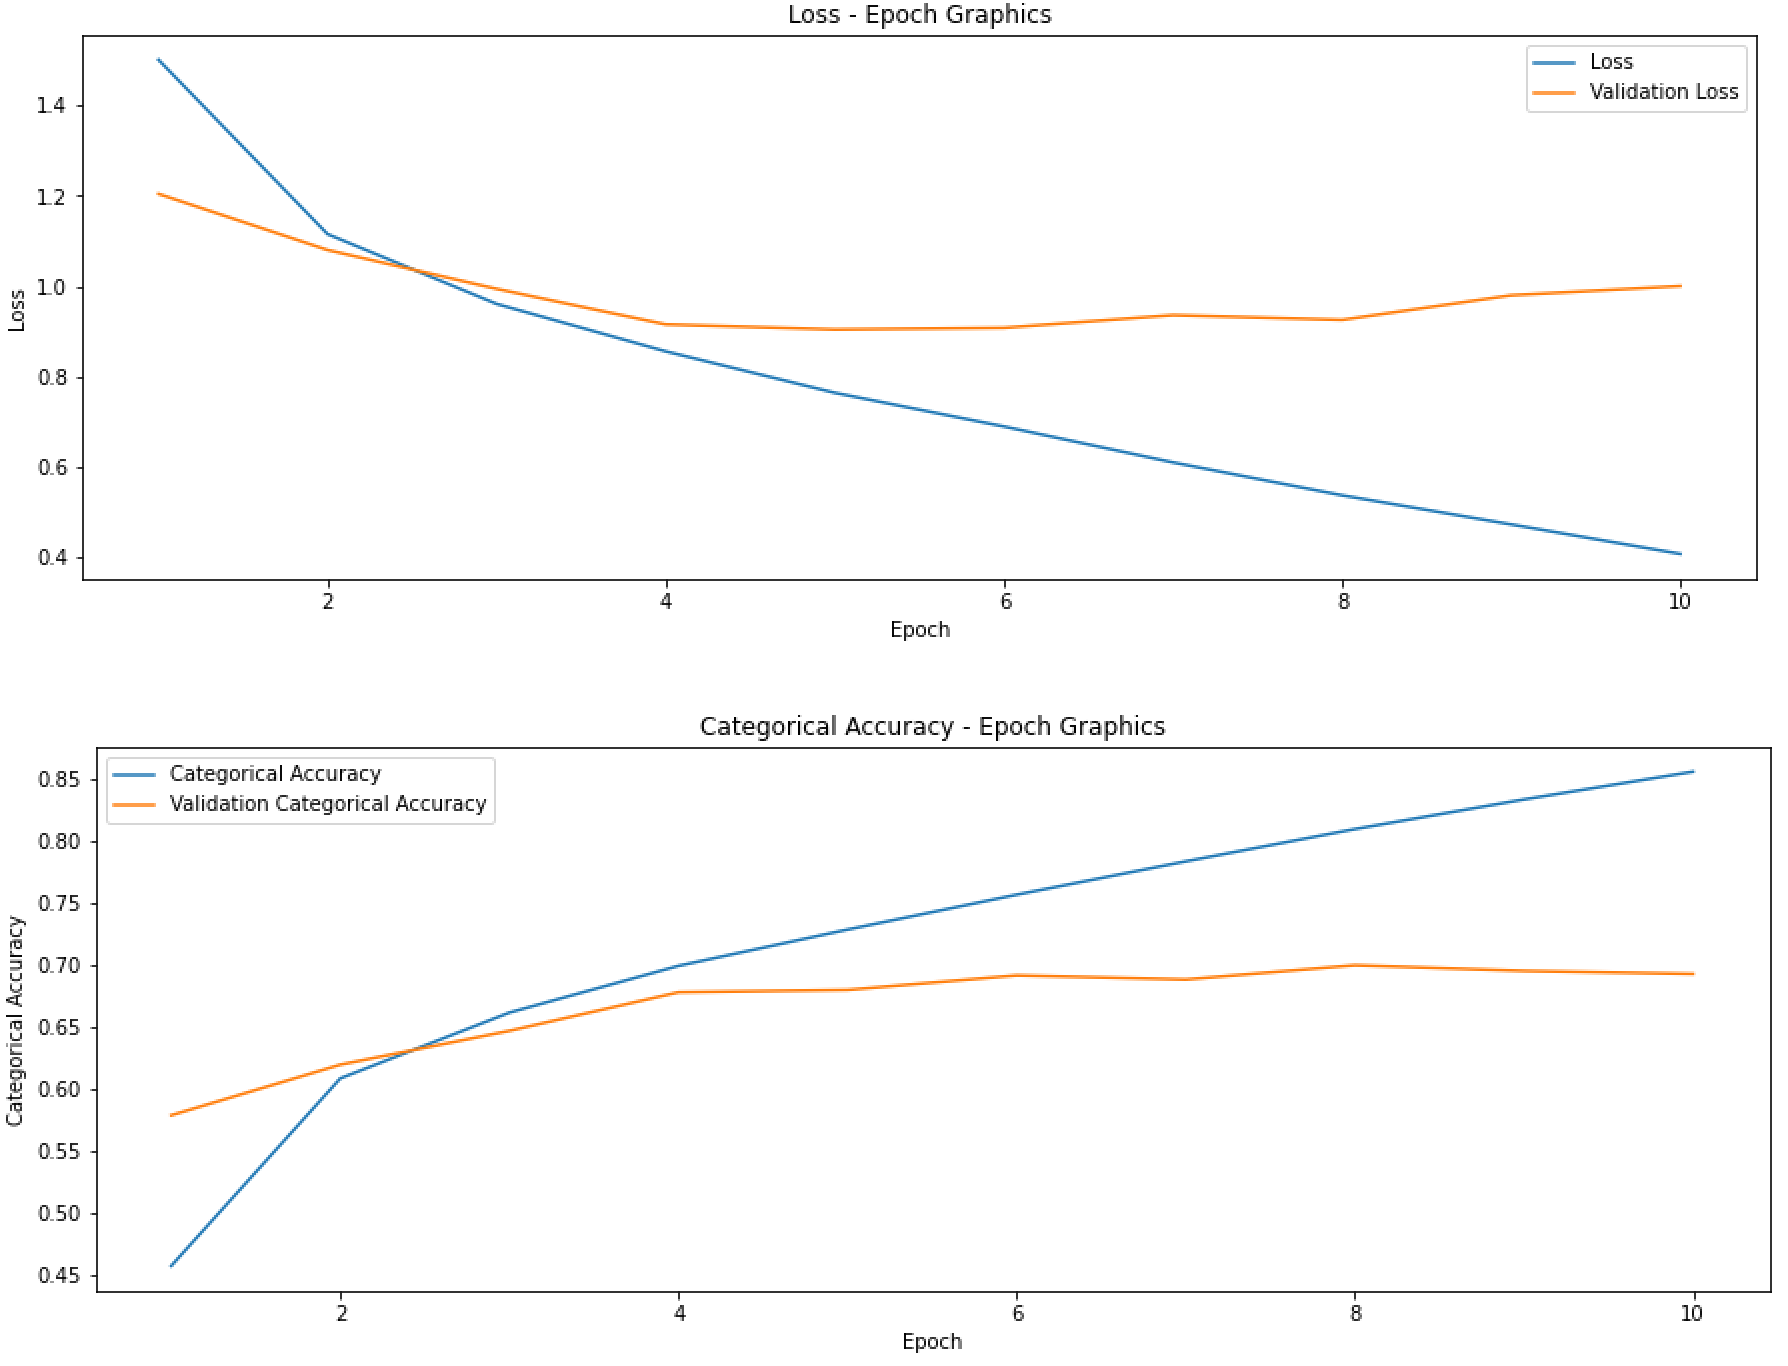 Loss - Epoch Graphics
Loss
Validation Loss
1.4
1.2
1.0
0.8
0.6
0.4
Loss
2 4 6 8 10
Epoch
Categorical Accuracy - Epoch Graphics
Categorical Accuracy
Validation Categorical Accuracy
0.85
0.80
0.75
0.70
0.65
0.60
0.55
0.50
0.45
Categorical Accuracy
2 4 6 8 10
Epoch